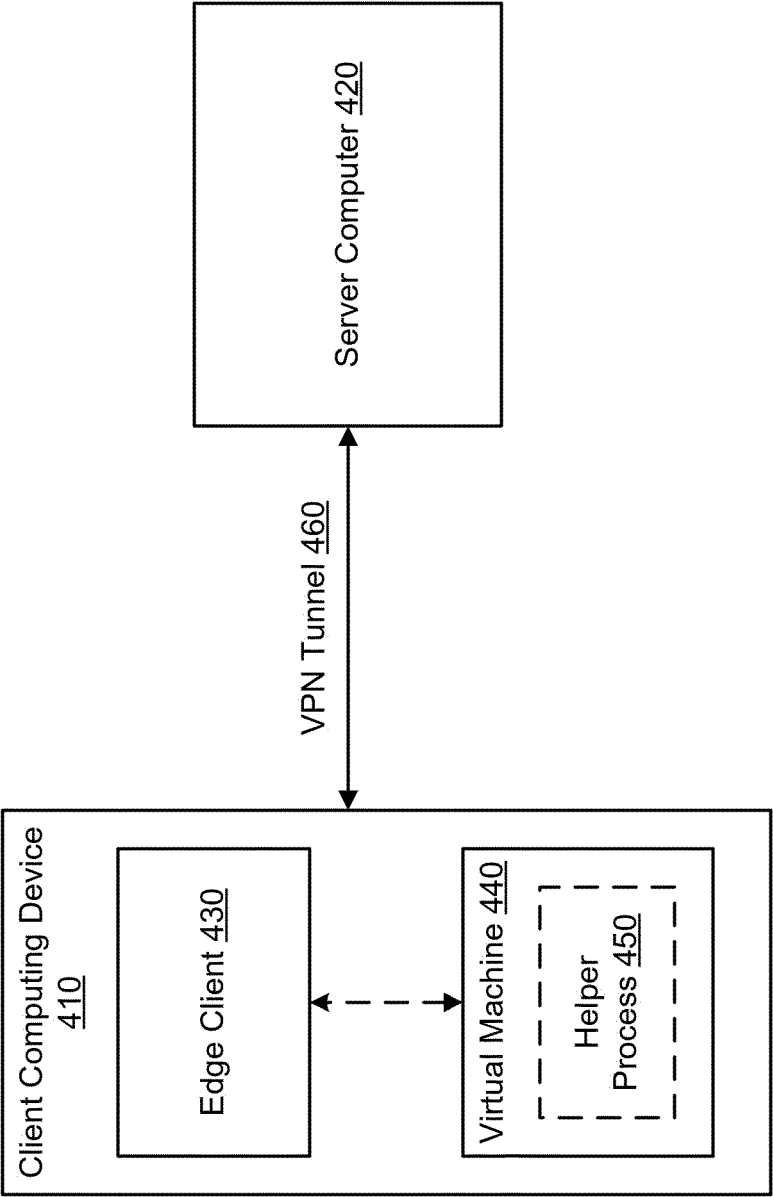 Client Computing Device
410
Edge Client 430
Virtual Machine 440
Helper
Process 450
VPN Tunnel 460
Server Computer 420